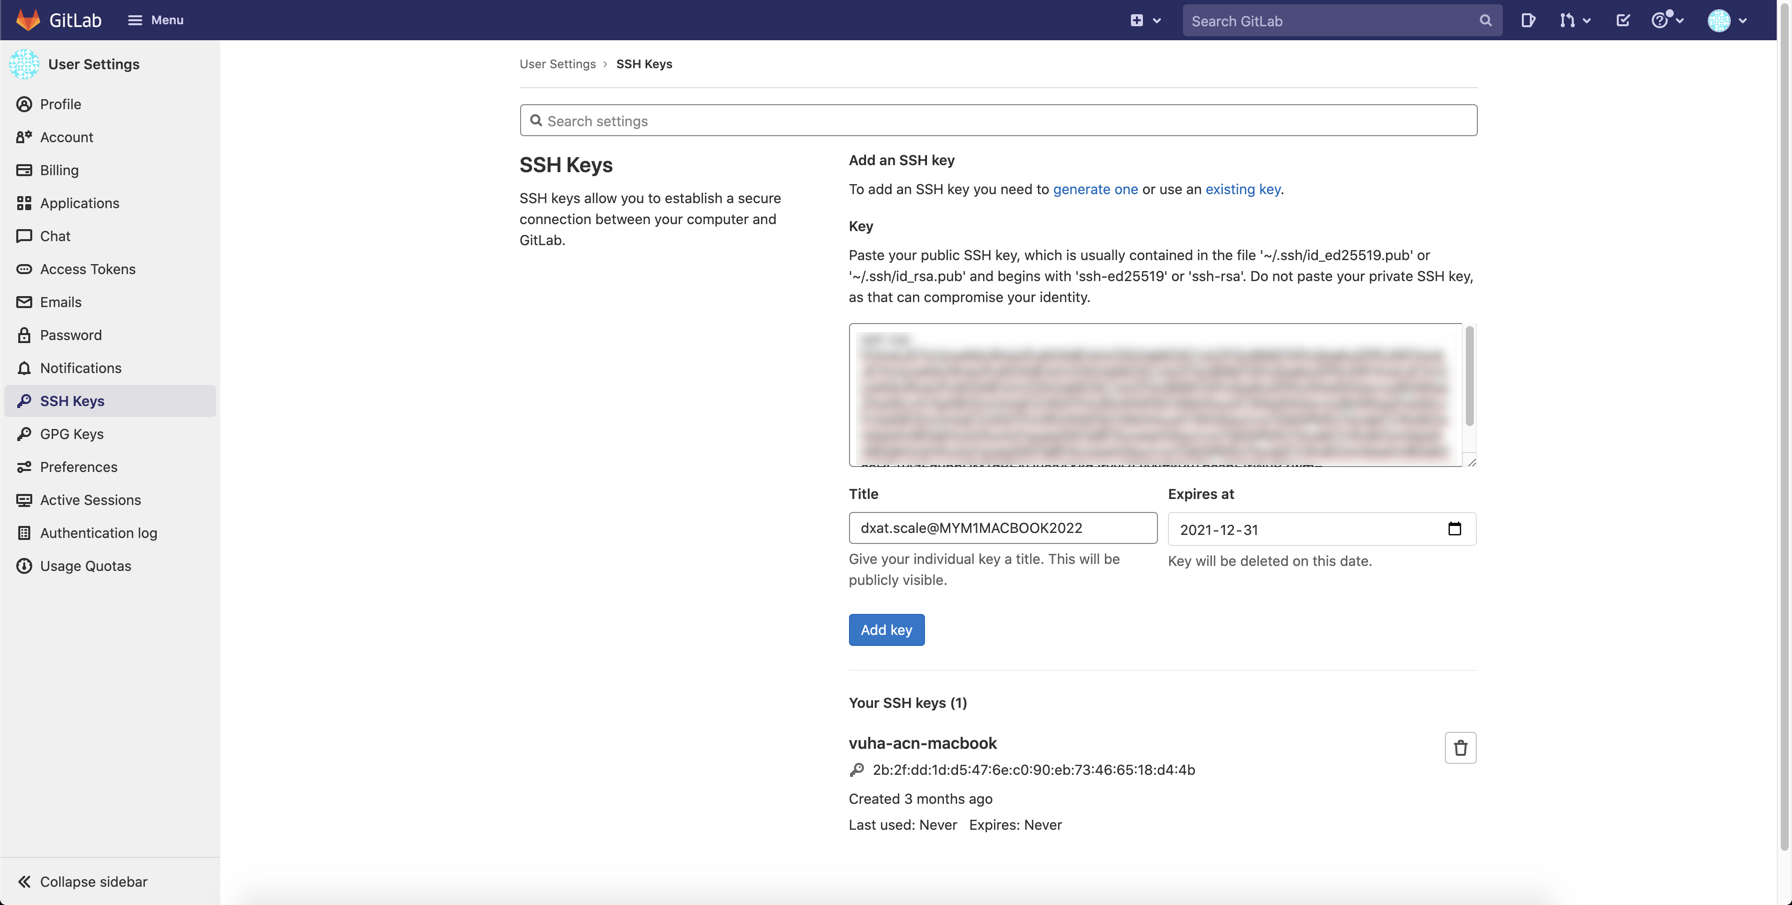 GitLab
Menu
Search GitLab
User Settings
Profile
Account
Billing
Applications
Chat
Access Tokens
Emails
Password
Notifications
SSH Keys
GPG Keys
Preferences
Active Sessions
Authentication log
Usage Quotas
Collapse sidebar
User Settings › SSH Keys
Search settings
SSH Keys
SSH keys allow you to establish a secure
connection between your computer and
GitLab.
Add an SSH key
To add an SSH key you need to generate one or use an existing key.
Key
Paste your public SSH key, which is usually contained in the file '~/.ssh/id_ed25519.pub' or
'~/.ssh/id_rsa.pub' and begins with 'ssh-ed25519' or 'ssh-rsa'. Do not paste your private SSH key,
as that can compromise your identity.
Title
dxat.scale@MYM1MACBOOK2022
Give your individual key a title. This will be
publicly visible.
Expires at
2021-12-31
Key will be deleted on this date.
Add key
Your SSH keys (1)
vuha-acn-macbook
2b:2f:dd:1d:d5:47:6e:c0:90:eb:73:46:65:18:d4:4b
Created 3 months ago
Last used: Never Expires: Never